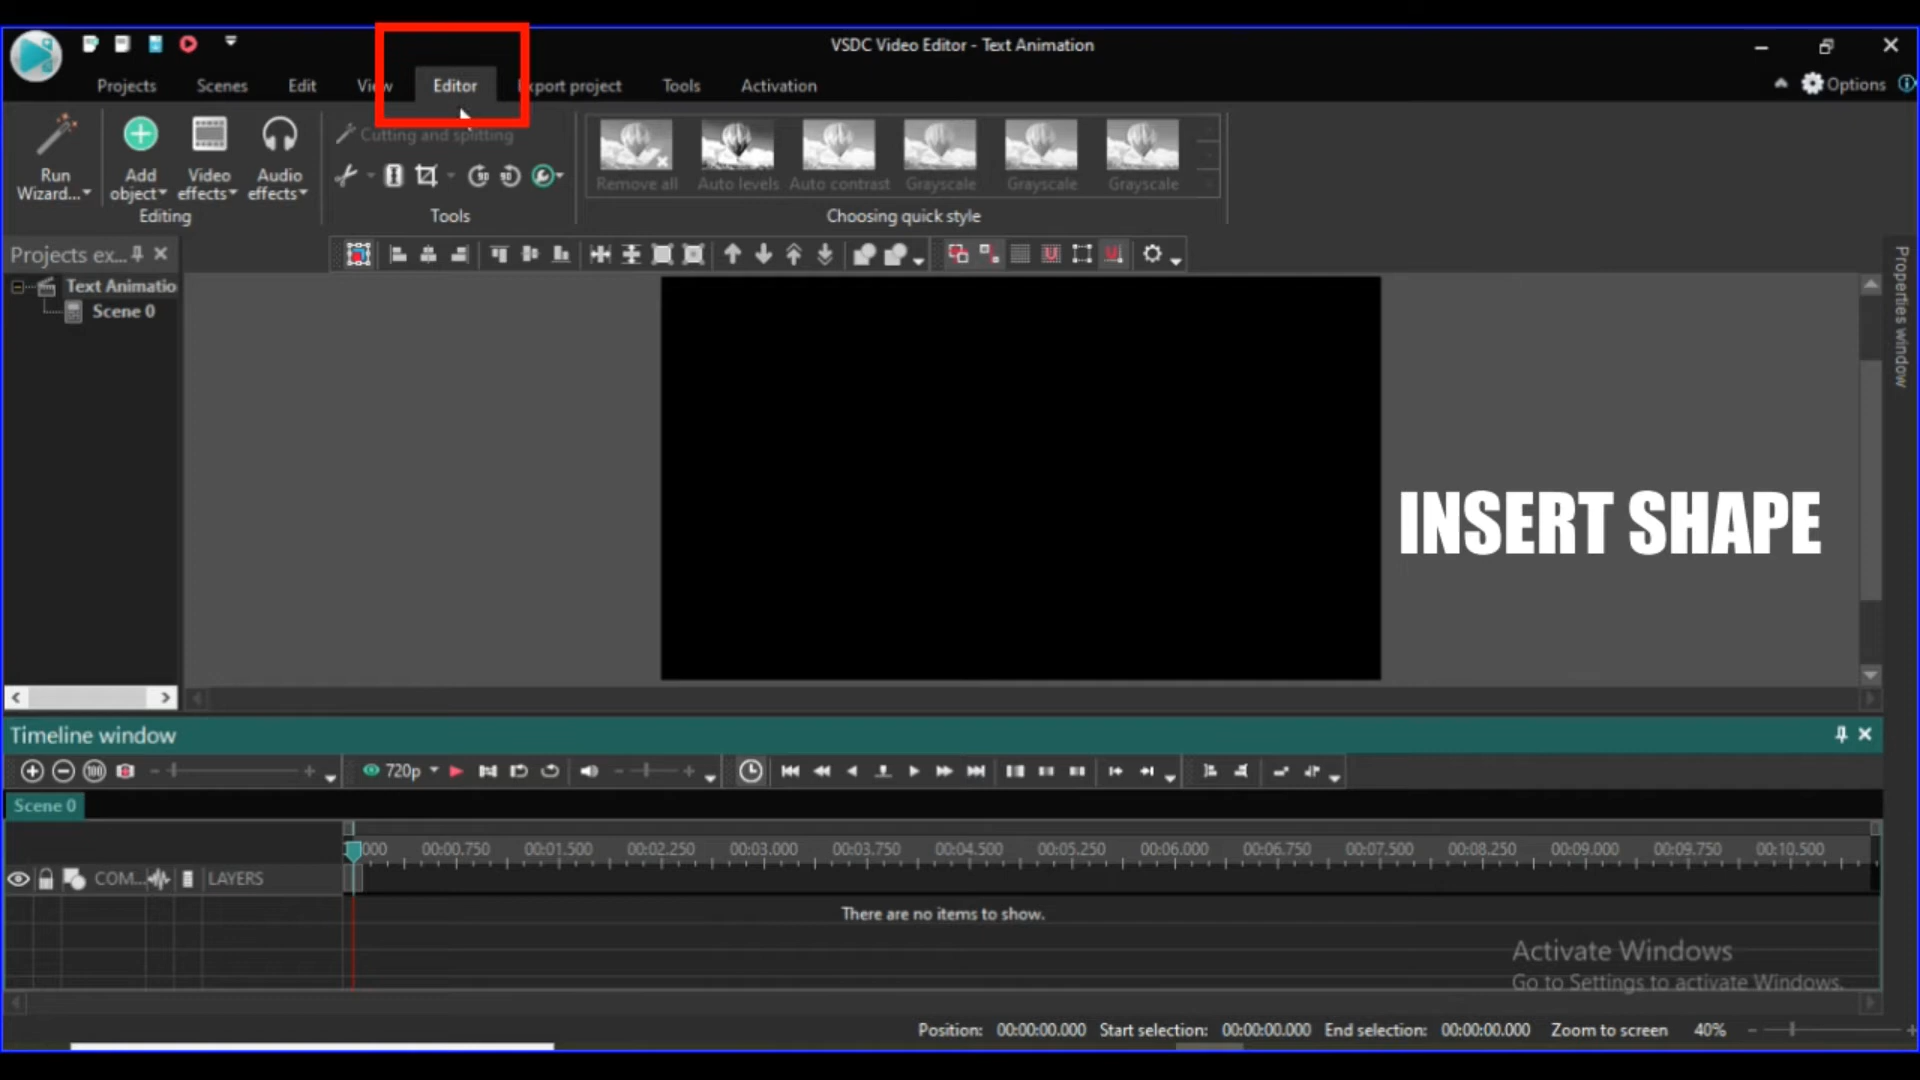 VSDC Video Editor - Text Animation
Projects Scenes Edit View Editor xport project Tools Activation Options
Cutting and splitting
Run Wizard... Add object Video effects Audio effects
Remove all Auto levels Auto contrast Grayscale Grayscale Grayscale
Editing Tools Choosing quick style
Projects ex...
Text Animatio
Scene 0
Properties window
INSERT SHAPE
Timeline window
720p
Scene 0
000 00:00.750 00:01.500 00:02.250 00:03.000 00:03.750 00:04.500 00:05.250 00:06.000 00:06.750 00:07.500 00:08.250 00:09.000 00:09.750 00:10.500
COM... LAYERS
There are no items to show.
Activate Windows
Go to Settings to activate Windows.
Position: 00:00:00.000 Start selection: 00:00:00.000 End selection: 00:00:00.000 Zoom to screen 40%